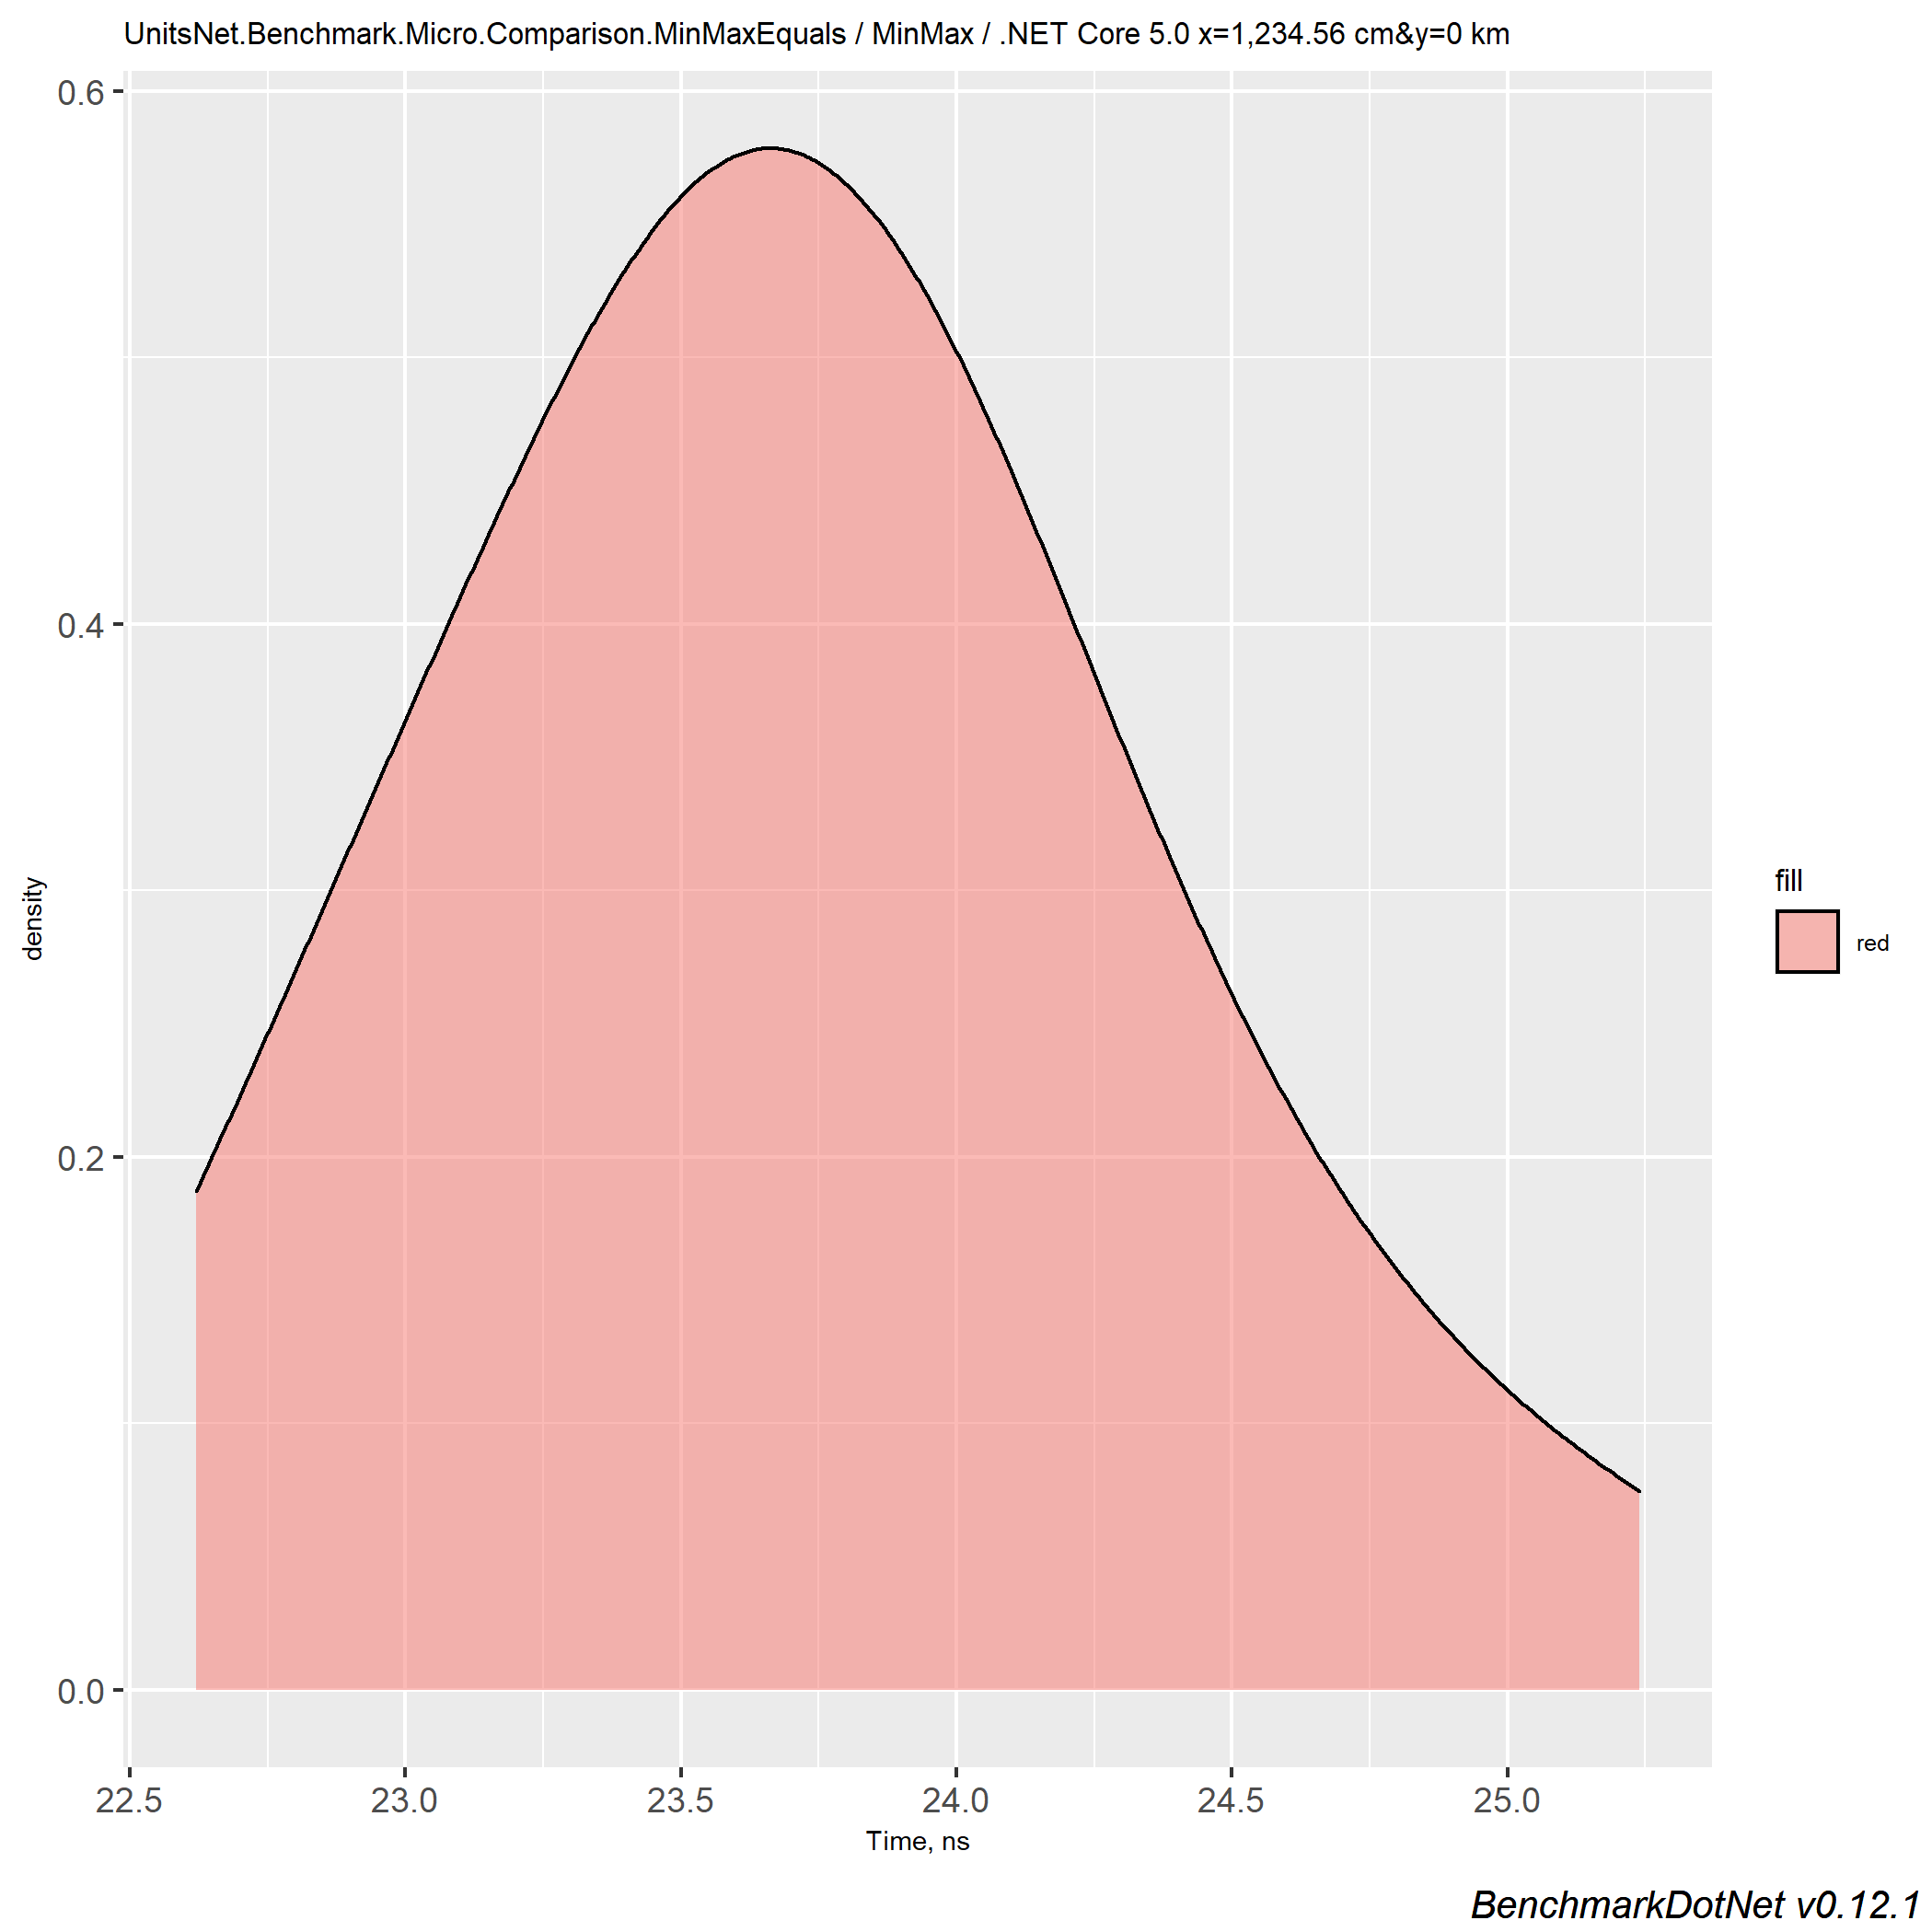 UnitsNet.Benchmark.Micro.Comparison.MinMaxEquals / MinMax / .NET Core 5.0 x=1,234.56 cm&y=0 km
0.6
0.4
0.2
0.0
density
22.5 23.0 23.5 24.0 24.5 25.0
Time, ns
fill
red
BenchmarkDotNet v0.12.1